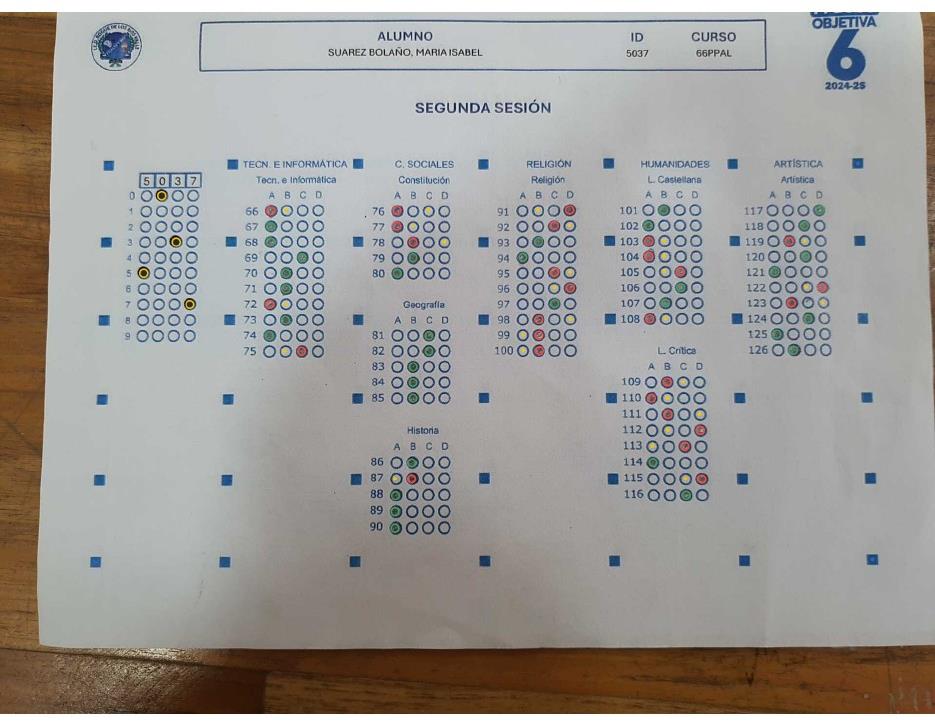 ALUMNO ID CURSO
SUAREZ BOLAÑO, MARIA ISABEL 5037 66PPAL
OBJETIVA
6
2024-2S
SEGUNDA SESIÓN
5 0 3 7
0
1
2
3
4
5
6
7
8
9
TECN. E INFORMÁTICA
Tecn. e Informática
A B C D
66
67
68
69
70
71
72
73
74
75
C. SOCIALES
Constitución
A B C D
76
77
78
79
80
Geografía
A B C D
81
82
83
84
85
Historia
A B C D
86
87
88
89
90
RELIGIÓN
Religión
A B C D
91
92
93
94
95
96
97
98
99
100
HUMANIDADES
L. Castellana
A B C D
101
102
103
104
105
106
107
108
L. Crítica
A B C D
109
110
111
112
113
114
115
116
ARTÍSTICA
Artística
A B C D
117
118
119
120
121
122
123
124
125
126